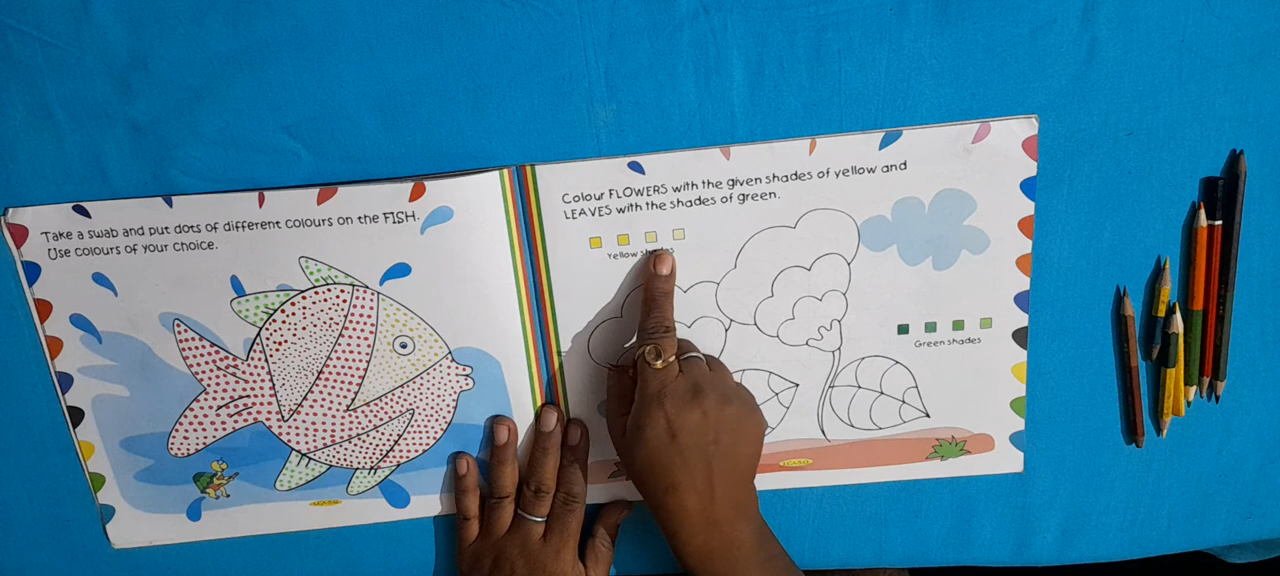 Take a swab and put dots of different colours on the FISH.
Use colours of your choice.
Colour FLOWERS with the given shades of yellow and
LEAVES with the shades of green.
Yellow shades
Green shades